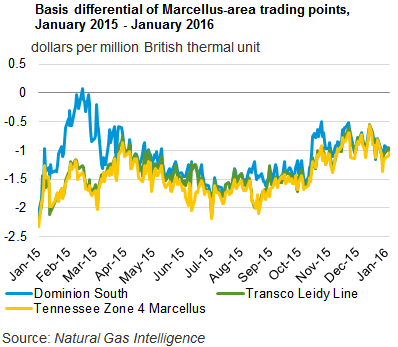 Basis differential of Marcellus-area trading points,
January 2015 - January 2016
dollars per million British thermal unit
0.5
0
-0.5
-1
-1.5
-2
-2.5
Jan-15
Feb-15
Mar-15
Apr-15
May-15
Jun-15
Jul-15
Aug-15
Sep-15
Oct-15
Nov-15
Dec-15
Jan-16
Dominion South
Transco Leidy Line
Tennessee Zone 4 Marcellus
Source: Natural Gas Intelligence